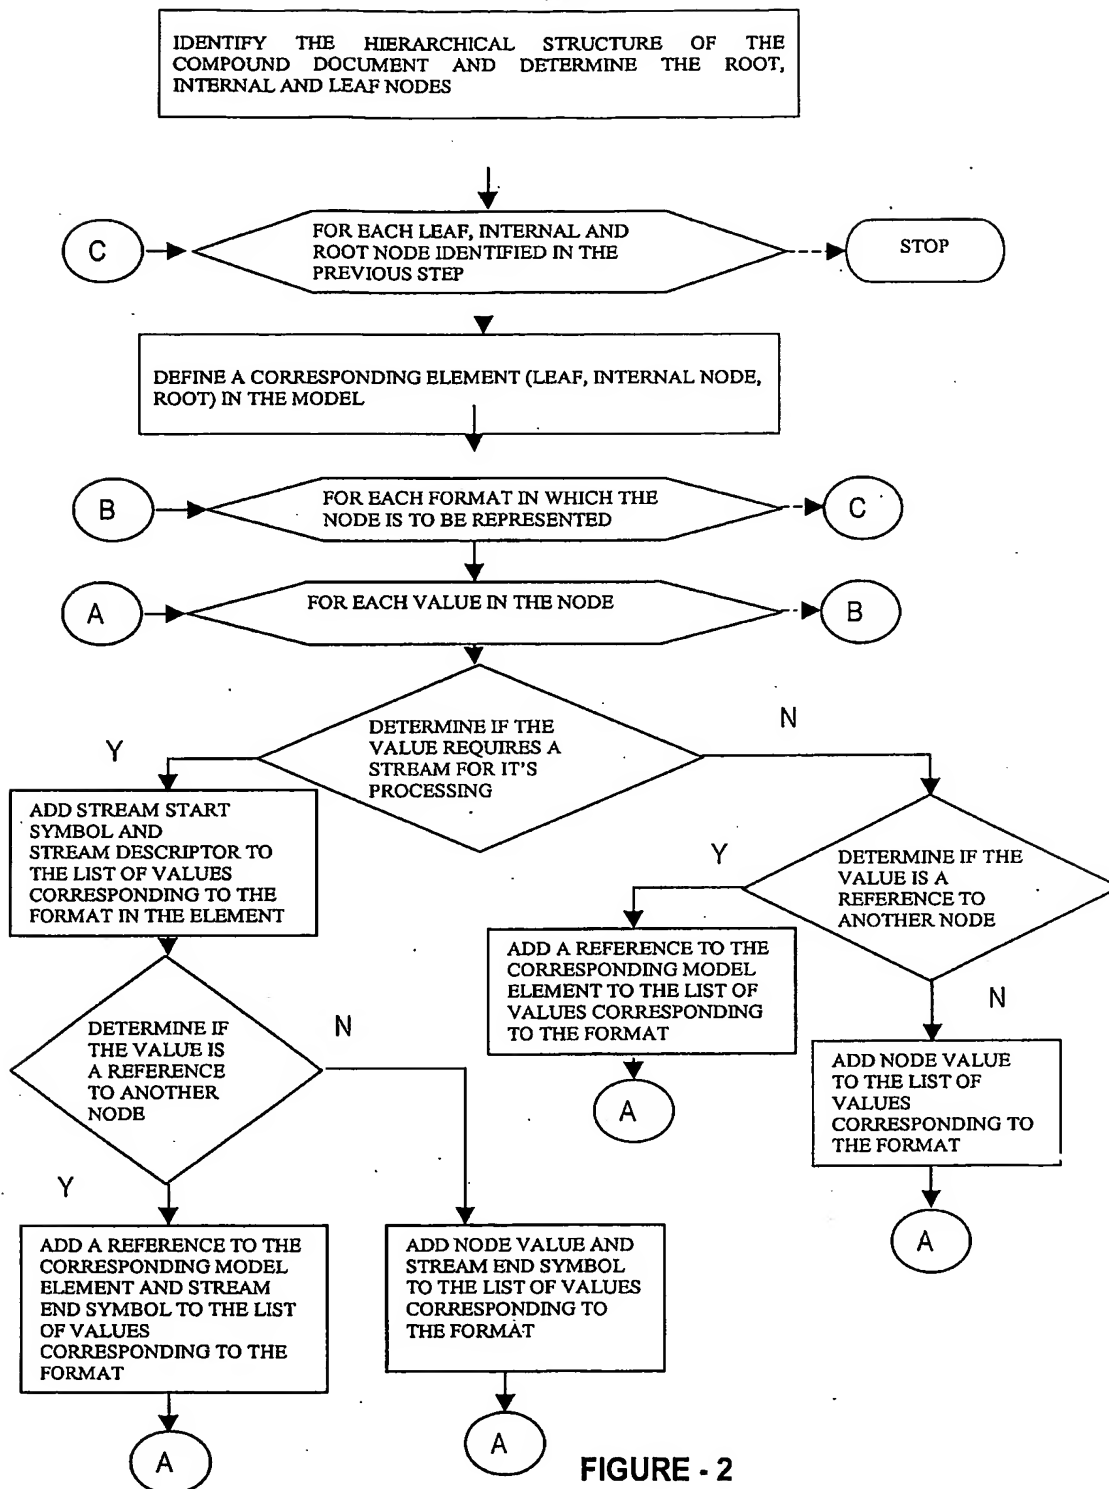 IDENTIFY THE HIERARCHICAL STRUCTURE OF THE
COMPOUND DOCUMENT AND DETERMINE THE ROOT,
INTERNAL AND LEAF NODES
C
FOR EACH LEAF, INTERNAL AND
ROOT NODE IDENTIFIED IN THE
PREVIOUS STEP
STOP
DEFINE A CORRESPONDING ELEMENT (LEAF, INTERNAL NODE,
ROOT) IN THE MODEL
B
FOR EACH FORMAT IN WHICH THE
NODE IS TO BE REPRESENTED
C
A
FOR EACH VALUE IN THE NODE
B
DETERMINE IF THE
VALUE REQUIRES A
STREAM FOR IT'S
PROCESSING
Y
N
ADD STREAM START
SYMBOL AND
STREAM DESCRIPTOR TO
THE LIST OF VALUES
CORRESPONDING TO THE
FORMAT IN THE ELEMENT
DETERMINE IF THE
VALUE IS A
REFERENCE TO
ANOTHER NODE
Y
N
ADD A REFERENCE TO THE
CORRESPONDING MODEL
ELEMENT TO THE LIST OF
VALUES CORRESPONDING
TO THE FORMAT
A
ADD NODE VALUE
TO THE LIST OF
VALUES
CORRESPONDING TO
THE FORMAT
A
DETERMINE IF
THE VALUE IS
A REFERENCE
TO ANOTHER
NODE
N
Y
ADD A REFERENCE TO THE
CORRESPONDING MODEL
ELEMENT AND STREAM
END SYMBOL TO THE LIST
OF VALUES
CORRESPONDING TO THE
FORMAT
A
ADD NODE VALUE AND
STREAM END SYMBOL
TO THE LIST OF VALUES
CORRESPONDING TO
THE FORMAT
A
FIGURE - 2